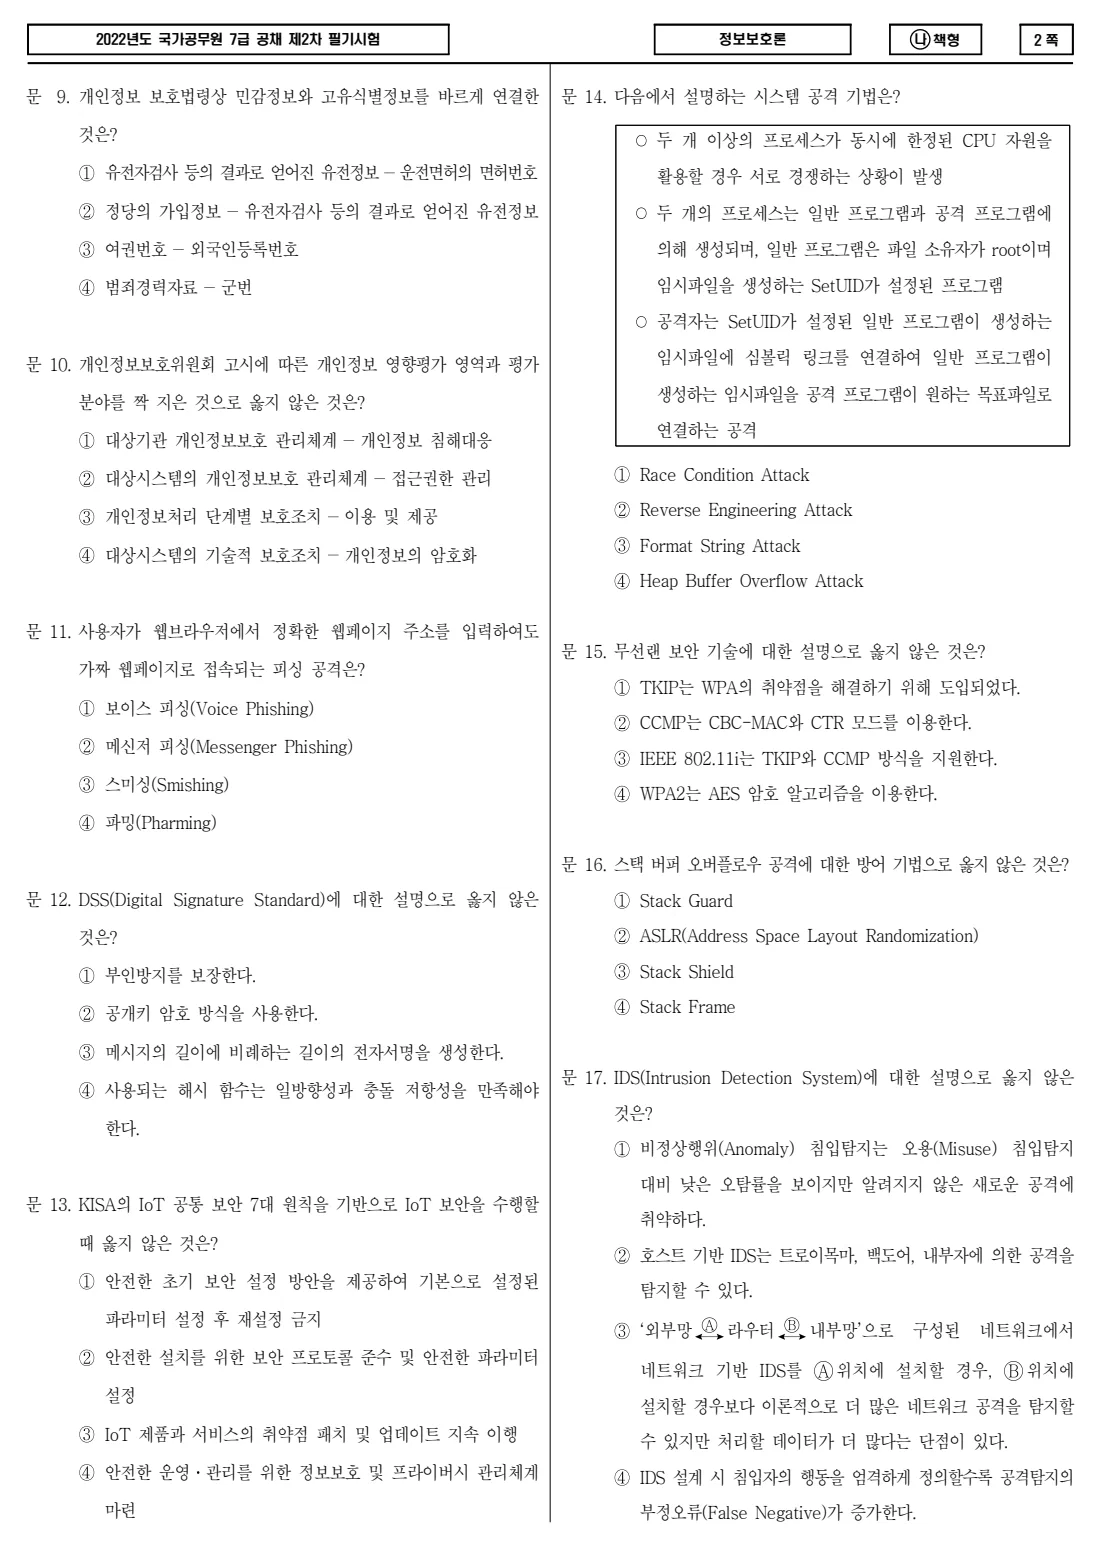 2022년도 국가공무원 7급 공채 제2차 필기시험
정보보호론
㉯ 책형
2 쪽
문 9. 개인정보 보호법령상 민감정보와 고유식별정보를 바르게 연결한
것은?
① 유전자검사 등의 결과로 얻어진 유전정보 – 운전면허의 면허번호
② 정당의 가입정보 – 유전자검사 등의 결과로 얻어진 유전정보
③ 여권번호 – 외국인등록번호
④ 범죄경력자료 – 군번
문 10. 개인정보보호위원회 고시에 따른 개인정보 영향평가 영역과 평가
분야를 짝 지은 것으로 옳지 않은 것은?
① 대상기관 개인정보보호 관리체계 – 개인정보 침해대응
② 대상시스템의 개인정보보호 관리체계 – 접근권한 관리
③ 개인정보처리 단계별 보호조치 – 이용 및 제공
④ 대상시스템의 기술적 보호조치 – 개인정보의 암호화
문 11. 사용자가 웹브라우저에서 정확한 웹페이지 주소를 입력하여도
가짜 웹페이지로 접속되는 피싱 공격은?
① 보이스 피싱(Voice Phishing)
② 메신저 피싱(Messenger Phishing)
③ 스미싱(Smishing)
④ 파밍(Pharming)
문 12. DSS(Digital Signature Standard)에 대한 설명으로 옳지 않은
것은?
① 부인방지를 보장한다.
② 공개키 암호 방식을 사용한다.
③ 메시지의 길이에 비례하는 길이의 전자서명을 생성한다.
④ 사용되는 해시 함수는 일방향성과 충돌 저항성을 만족해야
한다.
문 13. KISA의 IoT 공통 보안 7대 원칙을 기반으로 IoT 보안을 수행할
때 옳지 않은 것은?
① 안전한 초기 보안 설정 방안을 제공하여 기본으로 설정된
파라미터 설정 후 재설정 금지
② 안전한 설치를 위한 보안 프로토콜 준수 및 안전한 파라미터
설정
③ IoT 제품과 서비스의 취약점 패치 및 업데이트 지속 이행
④ 안전한 운영･관리를 위한 정보보호 및 프라이버시 관리체계
마련
문 14. 다음에서 설명하는 시스템 공격 기법은?
○ 두 개 이상의 프로세스가 동시에 한정된 CPU 자원을
활용할 경우 서로 경쟁하는 상황이 발생
○ 두 개의 프로세스는 일반 프로그램과 공격 프로그램에
의해 생성되며, 일반 프로그램은 파일 소유자가 root이며
임시파일을 생성하는 SetUID가 설정된 프로그램
○ 공격자는 SetUID가 설정된 일반 프로그램이 생성하는
임시파일에 심볼릭 링크를 연결하여 일반 프로그램이
생성하는 임시파일을 공격 프로그램이 원하는 목표파일로
연결하는 공격
① Race Condition Attack
② Reverse Engineering Attack
③ Format String Attack
④ Heap Buffer Overflow Attack
문 15. 무선랜 보안 기술에 대한 설명으로 옳지 않은 것은?
① TKIP는 WPA의 취약점을 해결하기 위해 도입되었다.
② CCMP는 CBC-MAC와 CTR 모드를 이용한다.
③ IEEE 802.11i는 TKIP와 CCMP 방식을 지원한다.
④ WPA2는 AES 암호 알고리즘을 이용한다.
문 16. 스택 버퍼 오버플로우 공격에 대한 방어 기법으로 옳지 않은 것은?
① Stack Guard
② ASLR(Address Space Layout Randomization)
③ Stack Shield
④ Stack Frame
문 17. IDS(Intrusion Detection System)에 대한 설명으로 옳지 않은
것은?
① 비정상행위(Anomaly) 침입탐지는 오용(Misuse) 침입탐지
대비 낮은 오탐률을 보이지만 알려지지 않은 새로운 공격에
취약하다.
② 호스트 기반 IDS는 트로이목마, 백도어, 내부자에 의한 공격을
탐지할 수 있다.
③ ‘외부망 Ⓐ 라우터 Ⓑ 내부망’으로 구성된 네트워크에서
네트워크 기반 IDS를 Ⓐ위치에 설치할 경우, Ⓑ위치에
설치할 경우보다 이론적으로 더 많은 네트워크 공격을 탐지할
수 있지만 처리할 데이터가 더 많다는 단점이 있다.
④ IDS 설계 시 침입자의 행동을 엄격하게 정의할수록 공격탐지의
부정오류(False Negative)가 증가한다.